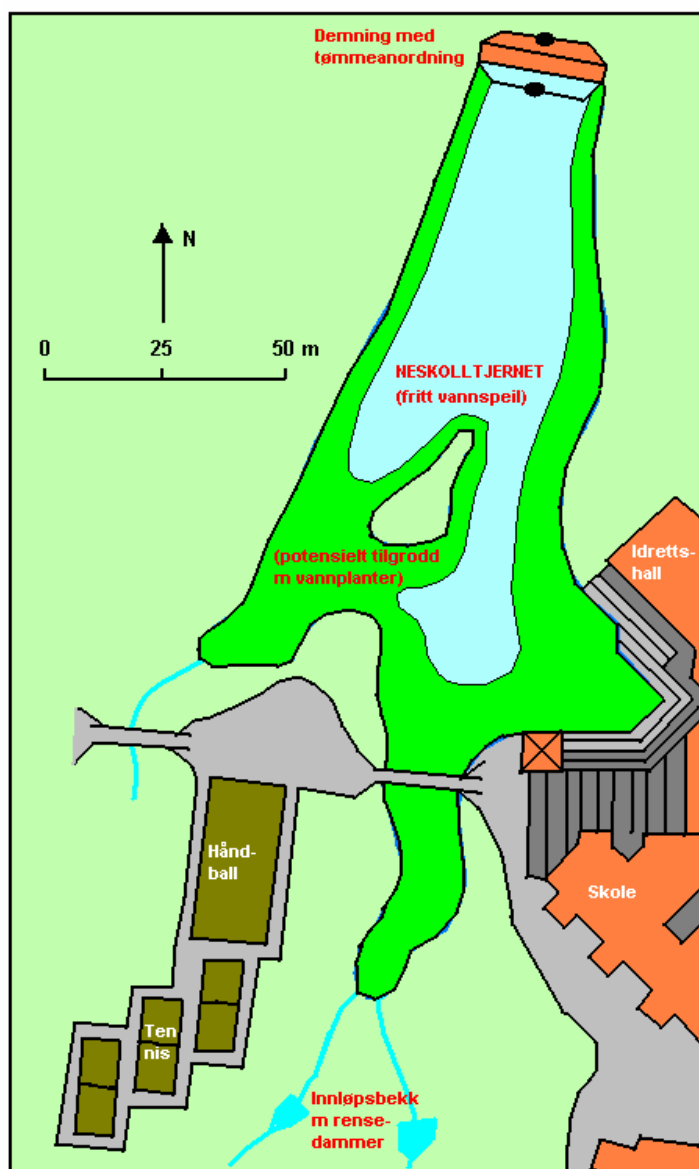 Demning med
tømmeanordning
N
0 25 50 m
NESKOLLTJERNET
(fritt vannspeil)
Idretts-
hall
(potensielt tilgrodd
m vannplanter)
Hånd-
ball
Skole
Ten
nis
Innløpsbekk
m rense-
dammer